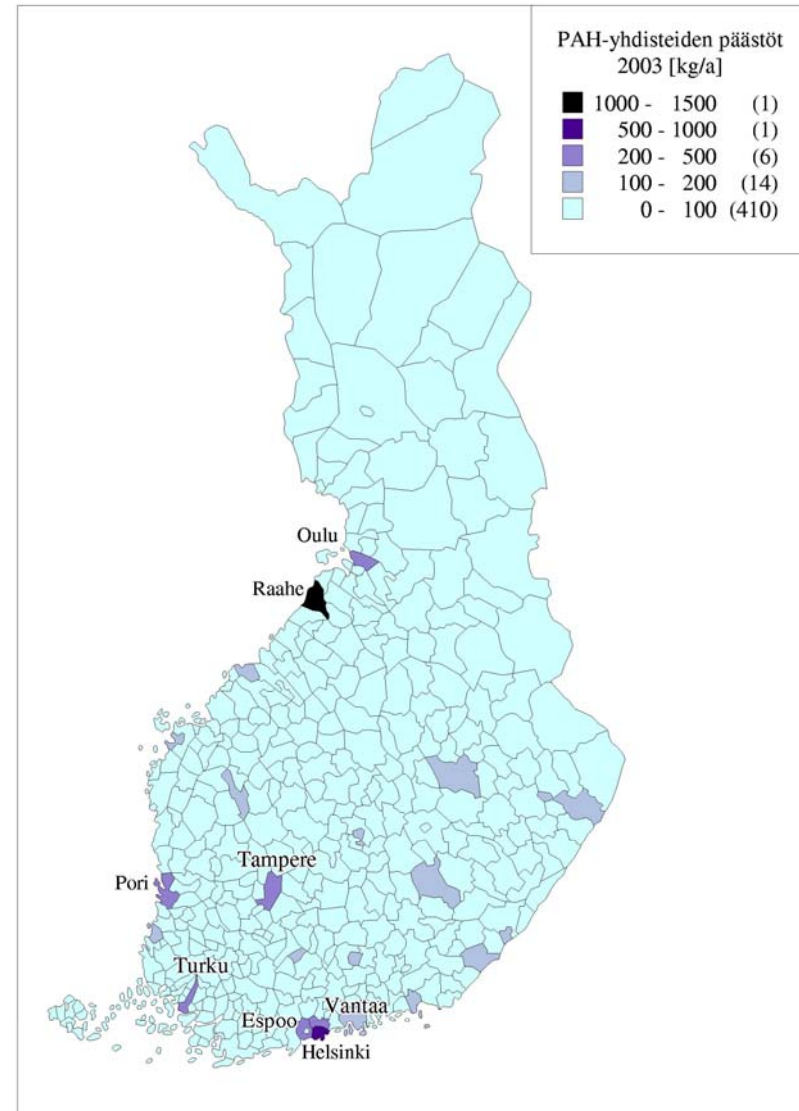 PAH-yhdisteiden päästöt
2003 [kg/a]
1000 - 1500 (1)
500 - 1000 (1)
200 - 500 (6)
100 - 200 (14)
0 - 100 (410)
Oulu
Raahe
Tampere
Pori
Turku
Vantaa
Espoo
Helsinki